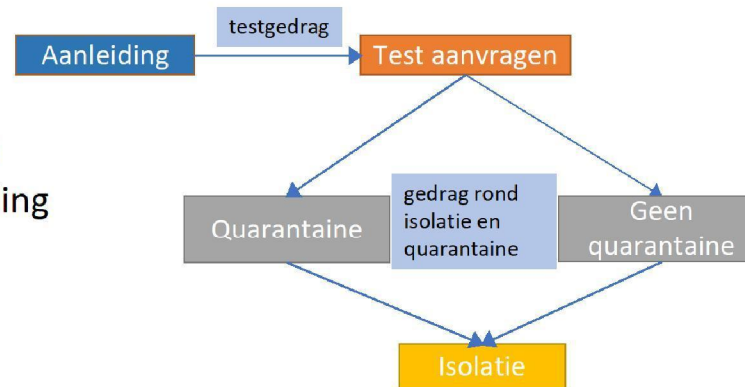 testgedrag
Aanleiding
Test aanvragen
ing
gedrag rond
isolatie en
quarantaine
Quarantaine
Geen
quarantaine
Isolatie